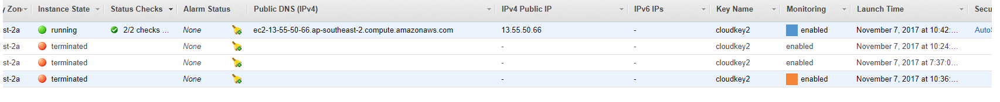 y Zone Instance State Status Checks Alarm Status Public DNS (IPv4) IPv4 Public IP IPv6 IPs Key Name Monitoring Launch Time Secu
st-2a running 2/2 checks ... None ec2-13-55-50-66.ap-southeast-2.compute.amazonaws.com 13.55.50.66 - cloudkey2 enabled November 7, 2017 at 10:42:... AutoS
st-2a terminated None - - cloudkey2 enabled November 7, 2017 at 10:24:...
st-2a terminated None - - cloudkey2 enabled November 7, 2017 at 7:37:0...
st-2a terminated None - - cloudkey2 enabled November 7, 2017 at 10:36:...